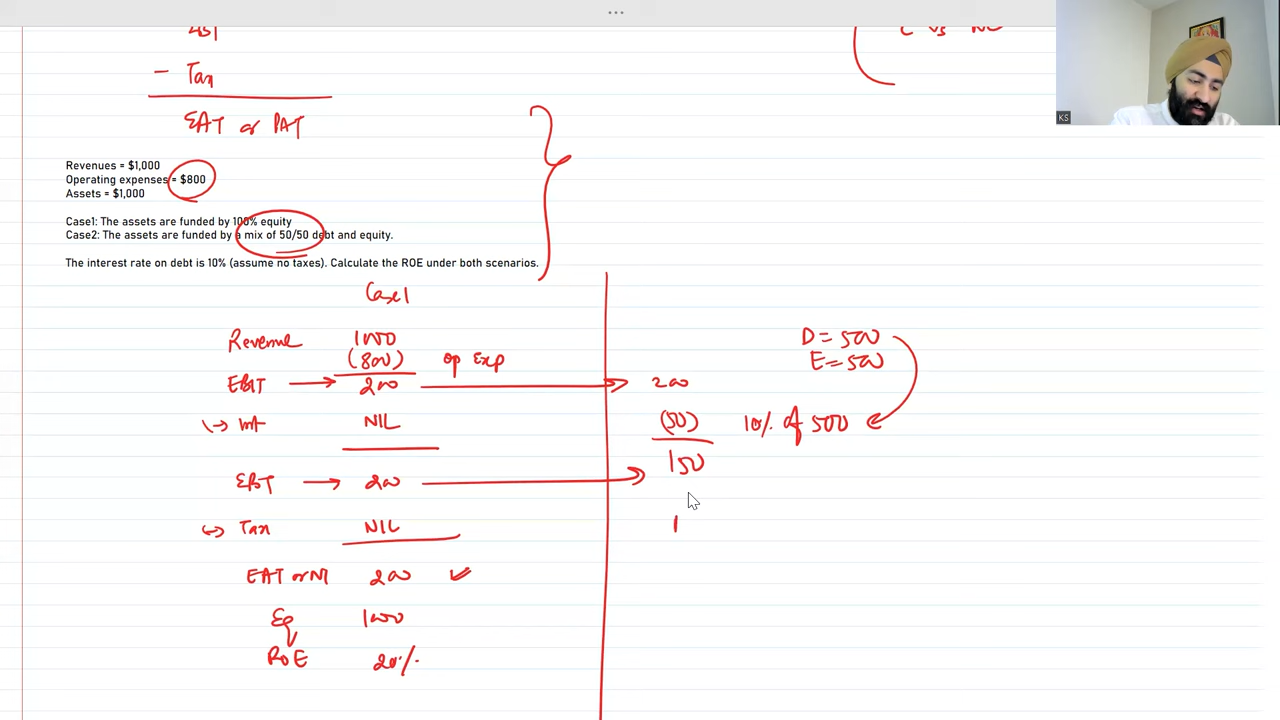 EBT
- Tax
EAT or PAT
Revenues = $1,000
Operating expenses = $800
Assets = $1,000
Case1: The assets are funded by 100% equity
Case2: The assets are funded by a mix of 50/50 debt and equity.
The interest rate on debt is 10% (assume no taxes). Calculate the ROE under both scenarios.
Case1
Revenue 1000
(800) op Exp
EBIT 200 200
(-) Int NIL (50) 10% of 500
D = 500
E = 500
EBT 200 150
(-) Tax NIL
EAT or NI 200 ✓
Eq 1000
ROE 20%
KS